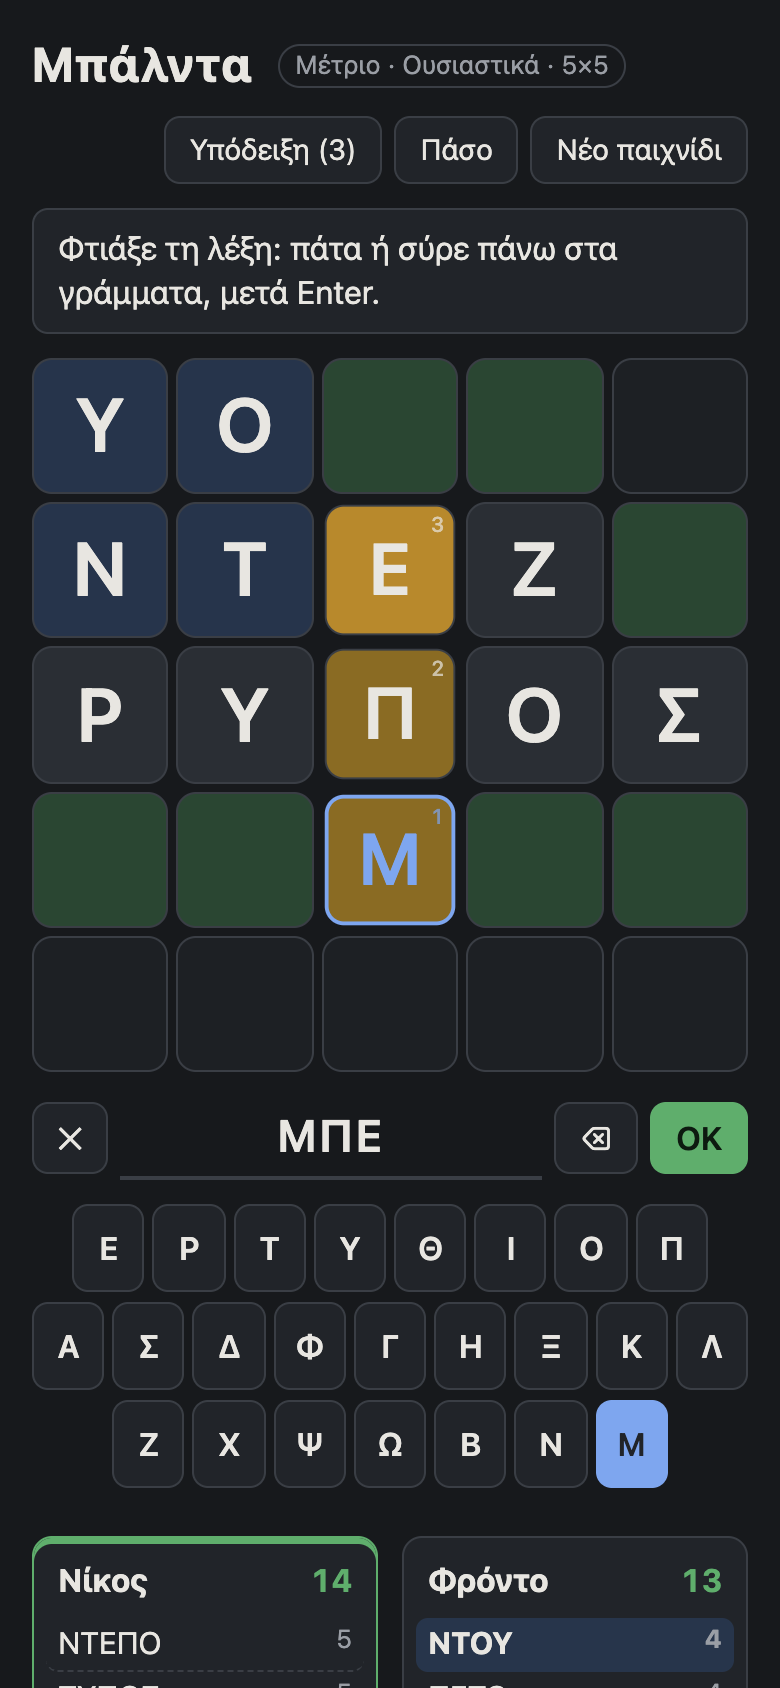 Μπάλντα
Μέτριο · Ουσιαστικά · 5×5
Υπόδειξη (3) Πάσο Νέο παιχνίδι
Φτιάξε τη λέξη: πάτα ή σύρε πάνω στα
γράμματα, μετά Enter.
Υ Ο
Ν Τ Ε 3 Ζ
Ρ Υ Π 2 Ο Σ
Μ 1
ΜΠΕ OK
Ε Ρ Τ Υ Θ Ι Ο Π
Α Σ Δ Φ Γ Η Ξ Κ Λ
Ζ Χ Ψ Ω Β Ν Μ
Νίκος 14 Φρόντο 13
ΝΤΕΠΟ 5 ΝΤΟΥ 4